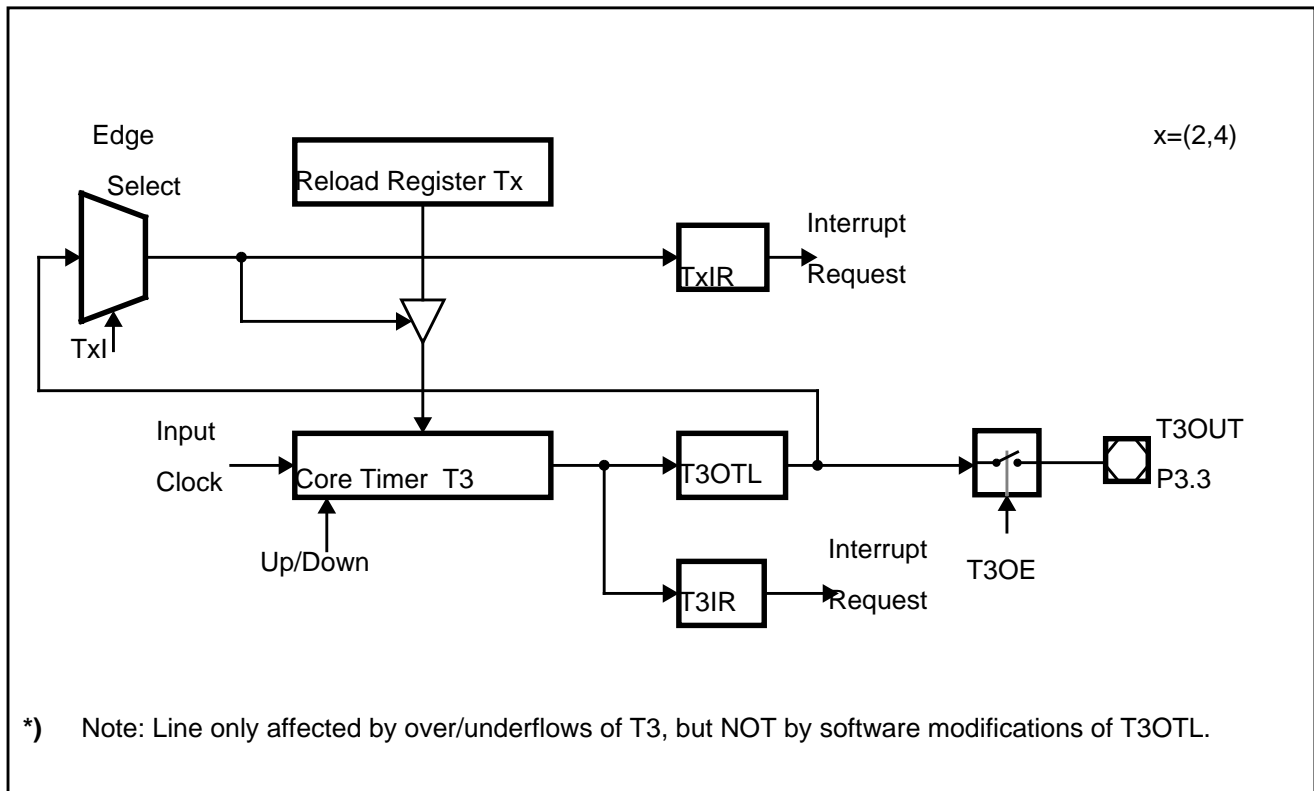 Edge
Select
x=(2,4)
Reload Register Tx
Interrupt
Request
TxIR
TxI
Input
Clock
Core Timer  T3
T3OTL
T3OUT
P3.3
Up/Down
Interrupt
Request
T3OE
T3IR
*) Note: Line only affected by over/underflows of T3, but NOT by software modifications of T3OTL.